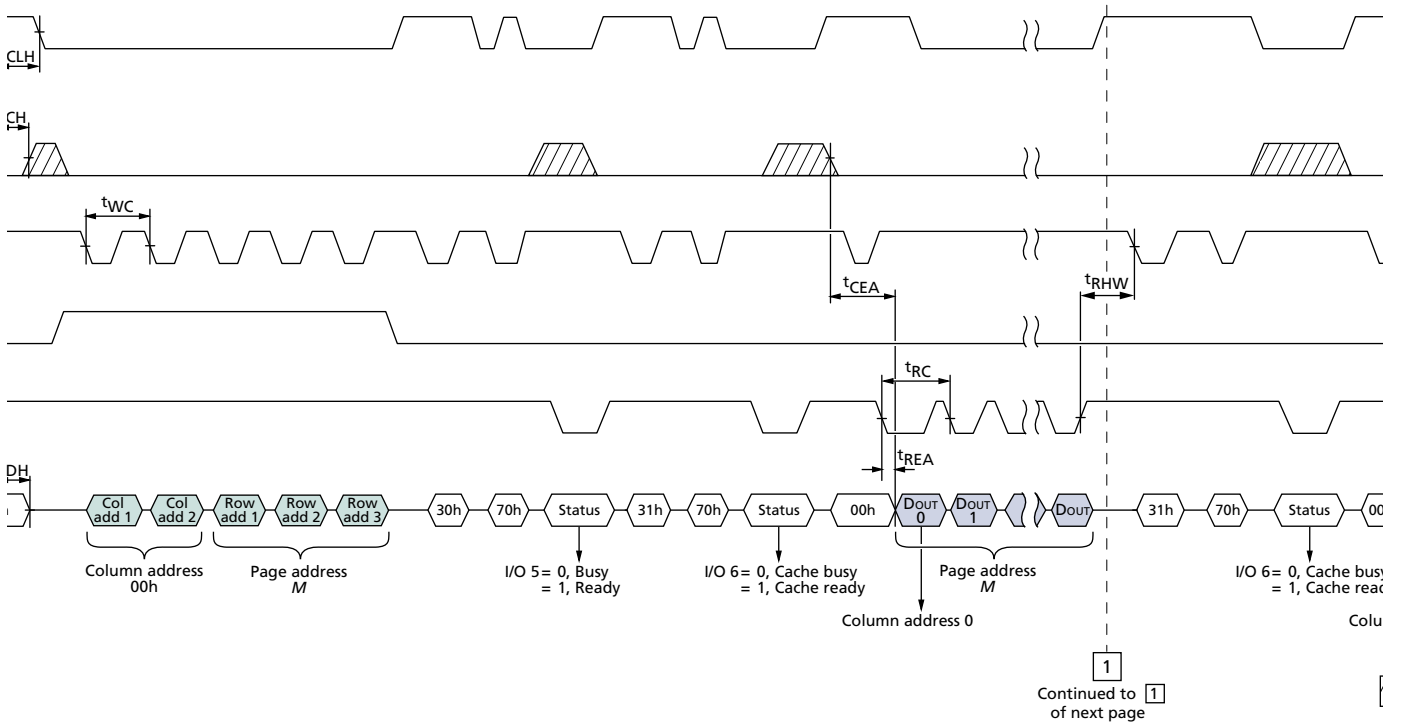 CLH
CH
tWC
tCEA
tRHW
tRC
tREA
DH
Col add 1
Col add 2
Row add 1
Row add 2
Row add 3
30h
70h
Status
31h
70h
Status
00h
DOUT 0
DOUT 1
DOUT
31h
70h
Status
00
Column address
00h
Page address
M
I/O 5 = 0, Busy
= 1, Ready
I/O 6 = 0, Cache busy
= 1, Cache ready
Page address
M
I/O 6 = 0, Cache busy
= 1, Cache read
Column address 0
Colu
1
Continued to 1
of next page